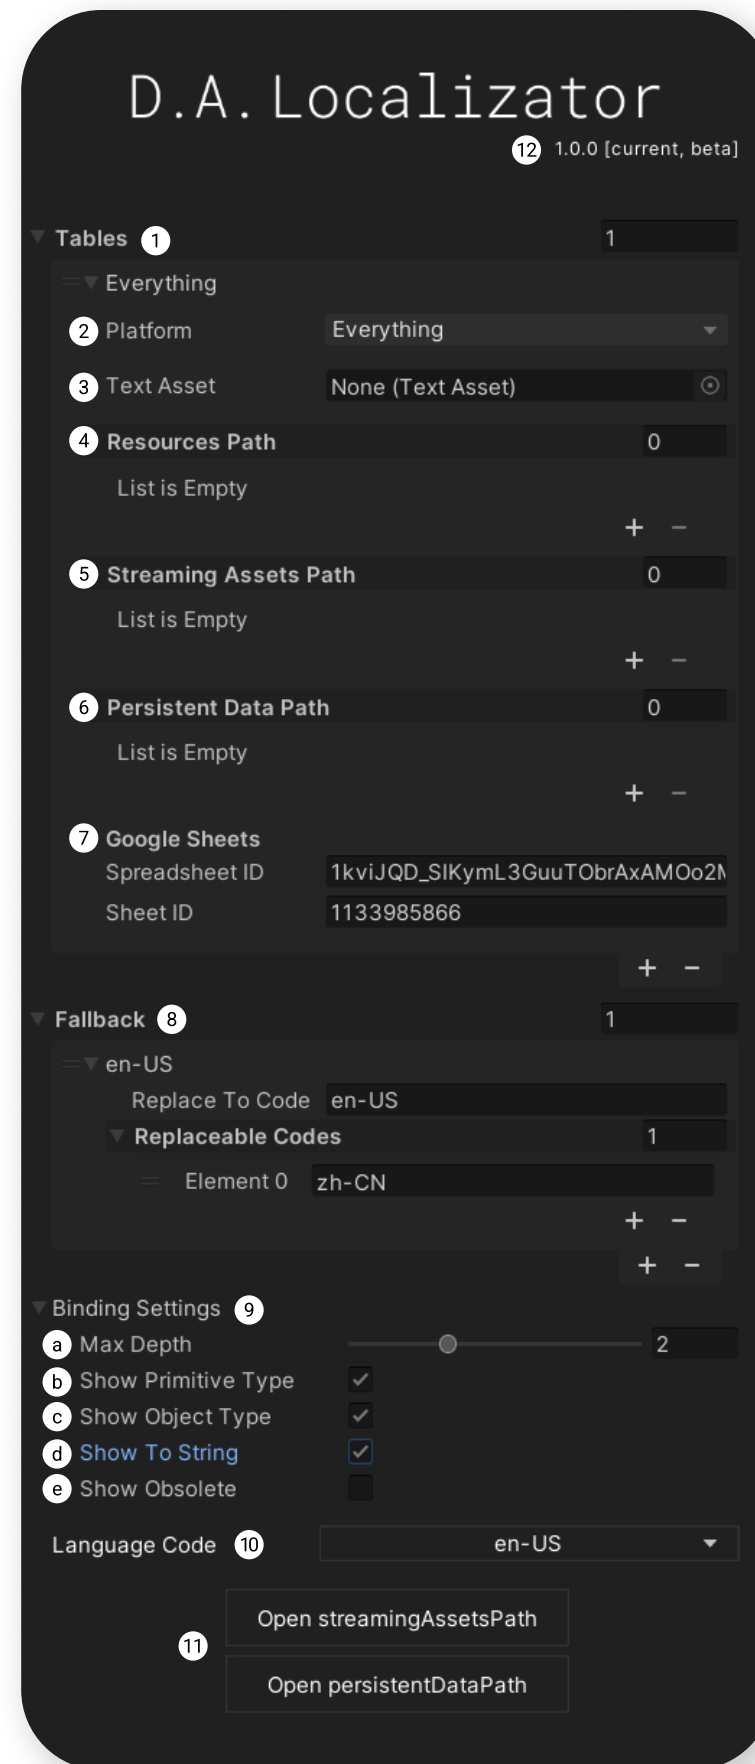 D.A. Localizator
12 1.0.0 [current, beta]
Tables 1 1
Everything
2 Platform Everything
3 Text Asset None (Text Asset)
4 Resources Path 0
List is Empty
+ −
5 Streaming Assets Path 0
List is Empty
+ −
6 Persistent Data Path 0
List is Empty
+ −
7 Google Sheets
Spreadsheet ID
Sheet ID 1133985866
+ −
Fallback 8 1
en-US
Replace To Code en-US
Replaceable Codes 1
Element 0 zh-CN
+ −
+ −
Binding Settings 9
a Max Depth 2
b Show Primitive Type
c Show Object Type
d Show To String
e Show Obsolete
Language Code 10 en-US
Open streamingAssetsPath
11
Open persistentDataPath